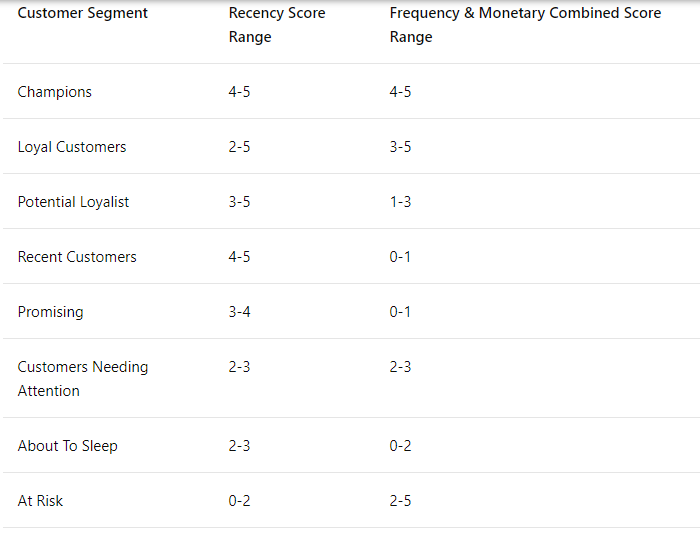 Customer Segment Recency Score Frequency & Monetary Combined Score
Range Range
Champions 4-5 4-5
Loyal Customers 2-5 3-5
Potential Loyalist 3-5 1-3
Recent Customers 4-5 0-1
Promising 3-4 0-1
Customers Needing 2-3 2-3
Attention
About To Sleep 2-3 0-2
At Risk 0-2 2-5